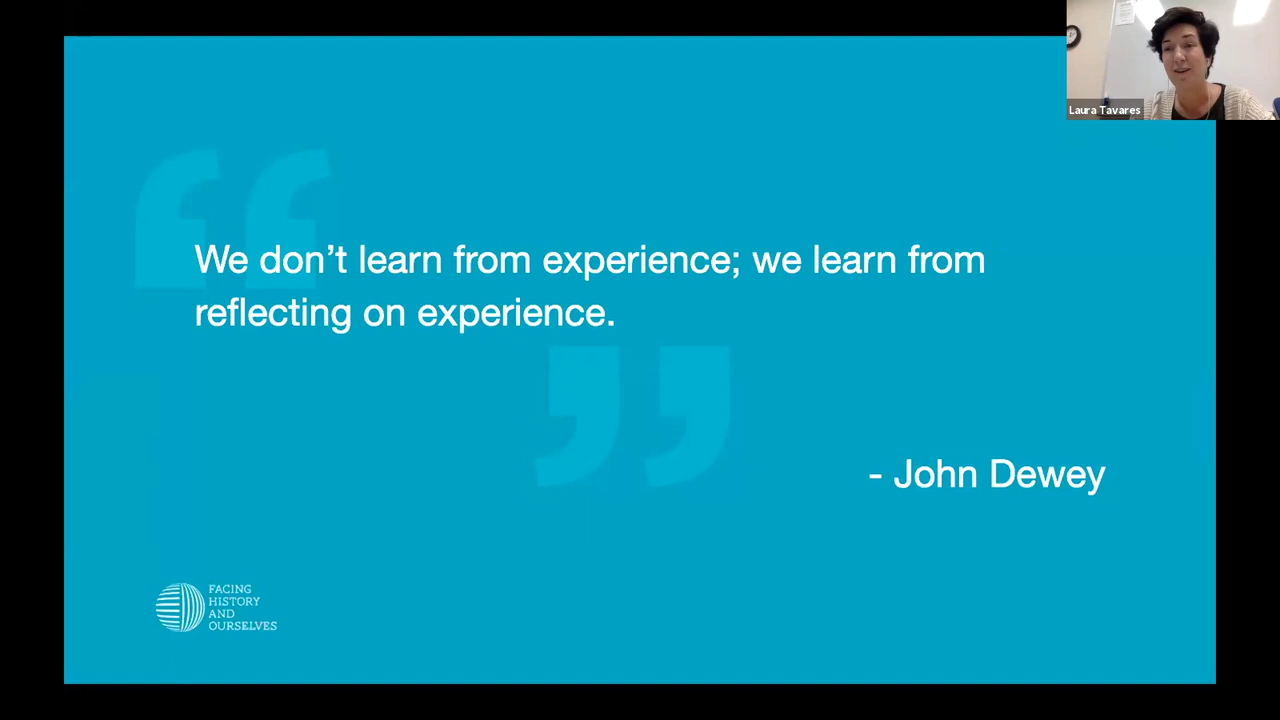 We don’t learn from experience; we learn from
reflecting on experience.
- John Dewey
FACING
HISTORY
AND
OURSELVES
Laura Tavares